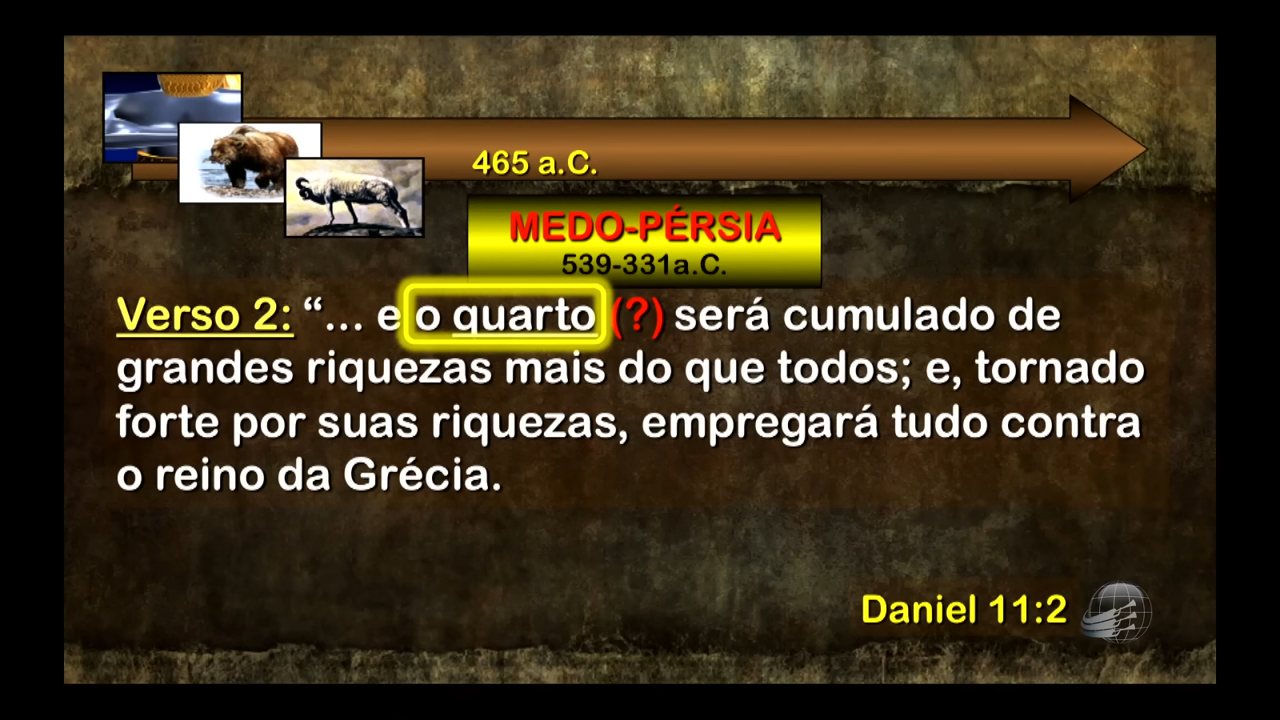 465 a.C.
MEDO-PÉRSIA
539-331a.C.
Verso 2: “... e o quarto (?) será cumulado de
grandes riquezas mais do que todos; e, tornado
forte por suas riquezas, empregará tudo contra
o reino da Grécia.
Daniel 11:2